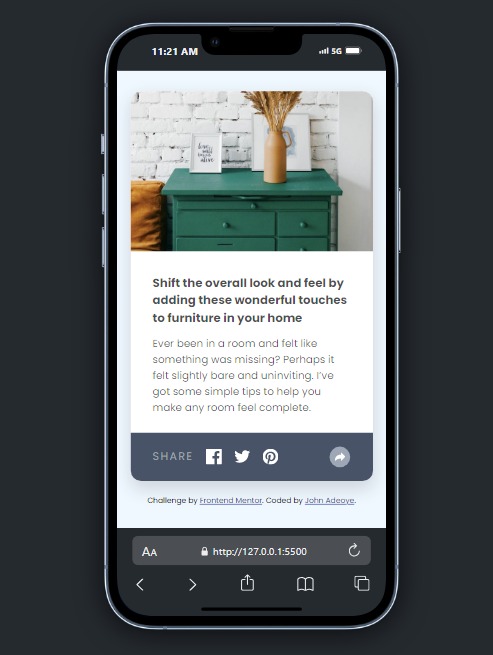 11:21 AM
5G
Shift the overall look and feel by
adding these wonderful touches
to furniture in your home
Ever been in a room and felt like
something was missing? Perhaps it
felt slightly bare and uninviting. I've
got some simple tips to help you
make any room feel complete.
SHARE
Challenge by Frontend Mentor. Coded by John Adeoye.
AA
http://127.0.0.1:5500